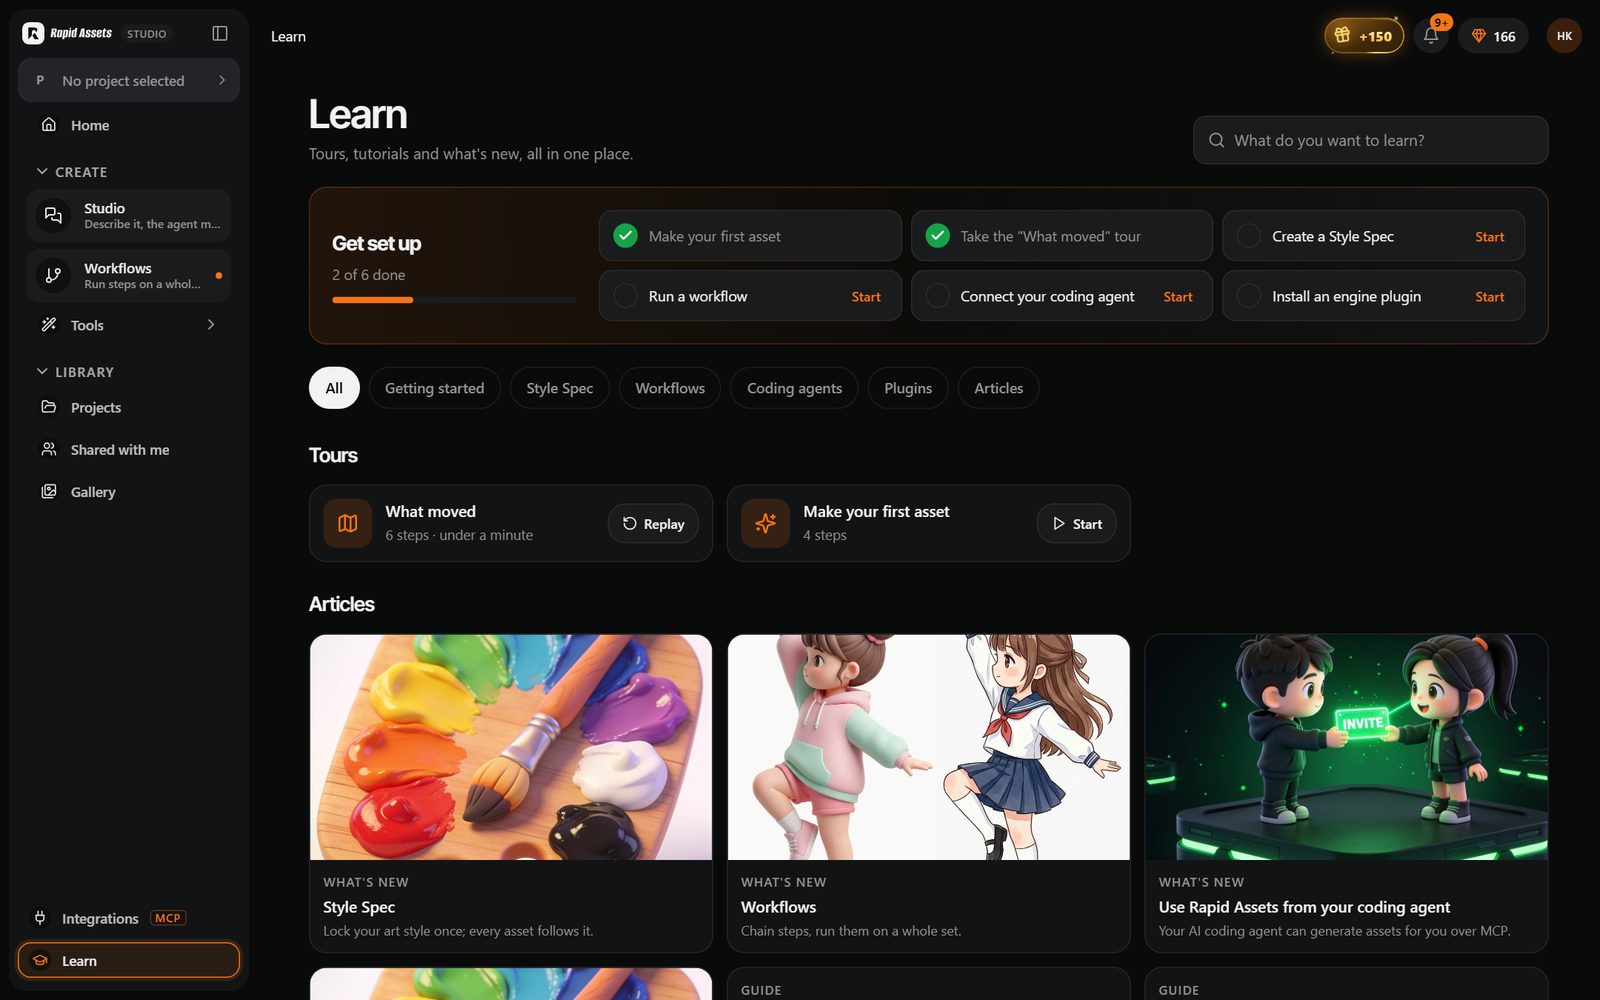 Rapid Assets STUDIO
Learn
+150
9+
166
HK
P No project selected
Home
CREATE
Studio
Describe it, the agent m...
Workflows
Run steps on a whol...
Tools
LIBRARY
Projects
Shared with me
Gallery
Integrations MCP
Learn
Learn
Tours, tutorials and what's new, all in one place.
What do you want to learn?
Get set up
2 of 6 done
Make your first asset
Take the "What moved" tour
Create a Style Spec Start
Run a workflow Start
Connect your coding agent Start
Install an engine plugin Start
All Getting started Style Spec Workflows Coding agents Plugins Articles
Tours
What moved
6 steps · under a minute
Replay
Make your first asset
4 steps
Start
Articles
WHAT'S NEW
Style Spec
Lock your art style once; every asset follows it.
WHAT'S NEW
Workflows
Chain steps, run them on a whole set.
INVITE
WHAT'S NEW
Use Rapid Assets from your coding agent
Your AI coding agent can generate assets for you over MCP.
GUIDE
GUIDE